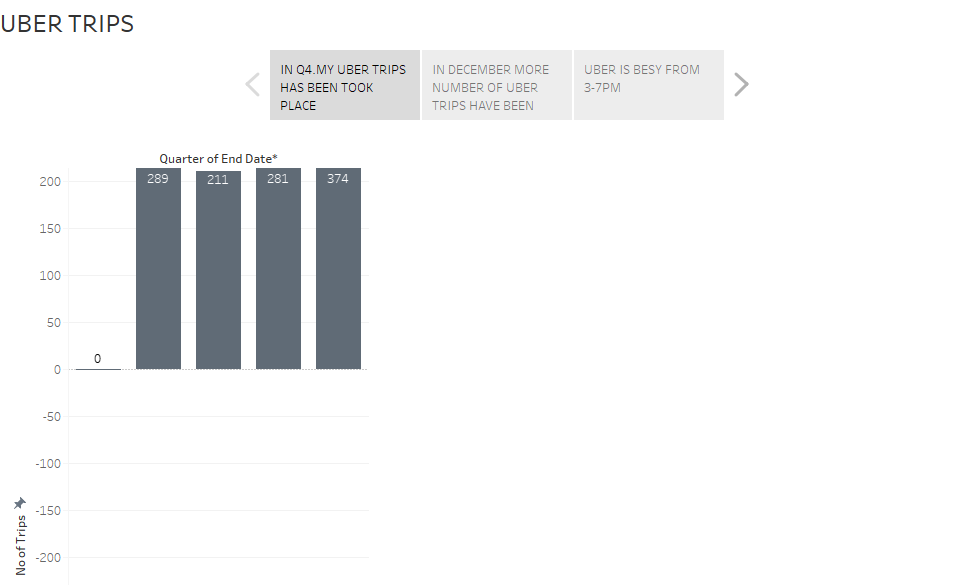 UBER TRIPS
IN Q4.MY UBER TRIPS
HAS BEEN TOOK
PLACE
IN DECEMBER MORE
NUMBER OF UBER
TRIPS HAVE BEEN
UBER IS BESY FROM
3-7PM
Quarter of End Date*
200
289
211
281
374
150
100
50
0
0
-50
-100
-150
-200
No of Trips